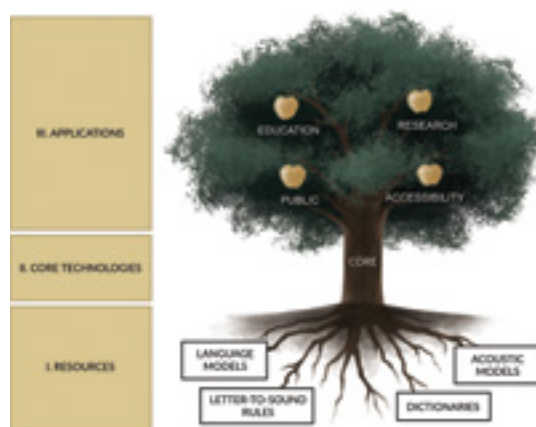 III. APPLICATIONS
EDUCATION
RESEARCH
PUBLIC
ACCESSIBILITY
II. CORE TECHNOLOGIES
CORE
I. RESOURCES
LANGUAGE
MODELS
ACOUSTIC
MODELS
LETTER-TO-SOUND
RULES
DICTIONARIES